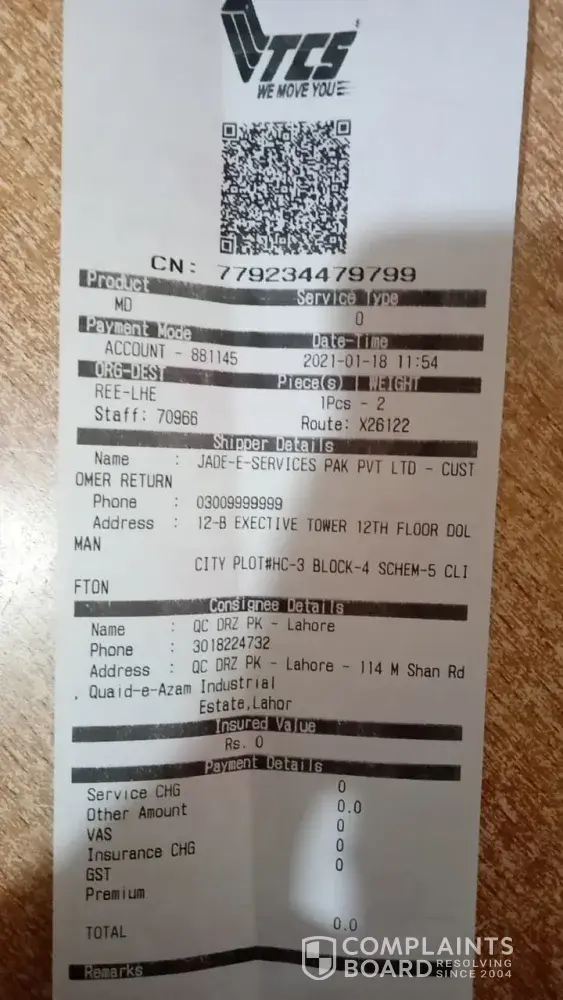 TCS
WE MOVE YOU
CN: 779234479799
Product Service Type
MD 0
Payment Mode Date-Time
ACCOUNT - 881145 2021-01-18 11:54
ORG-DEST Piece(s) | WEIGHT
REE-LHE 1Pcs - 2
Staff: 70966 Route: X26122
Shipper Details
Name : JADE-E-SERVICES PAK PVT LTD - CUST
OMER RETURN
Phone : 03009999999
Address : 12-B EXECTIVE TOWER 12TH FLOOR DOL
MAN
CITY PLOT#HC-3 BLOCK-4 SCHEM-5 CLI
FTON
Consignee Details
Name : QC DRZ PK - Lahore
Phone : 3018224732
Address : QC DRZ PK - Lahore - 114 M Shan Rd
, Quaid-e-Azam Industrial
Estate,Lahor
Insured Value
Rs. 0
Payment Details
Service CHG 0
Other Amount 0.0
VAS 0
Insurance CHG 0
GST 0
Premium
TOTAL 0.0
Remarks
COMPLAINTS
BOARD RESOLVING
SINCE 2004